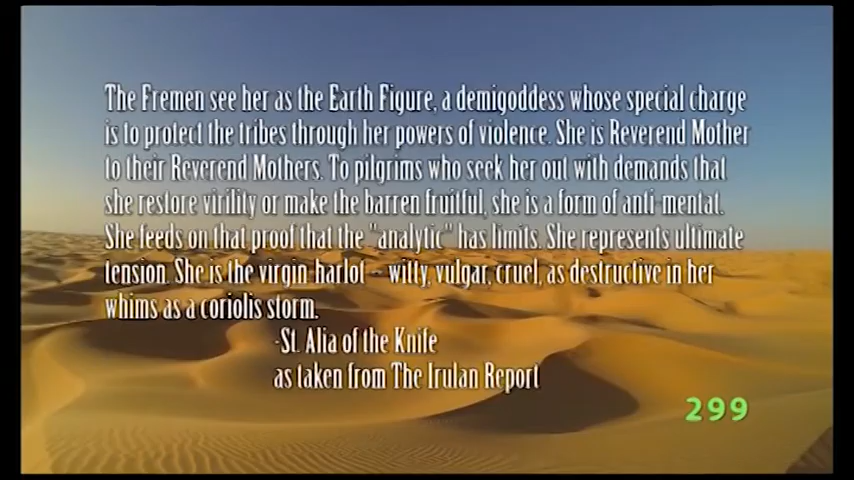 The Fremen see her as the Earth Figure, a demigoddess whose special charge
is to protect the tribes through her powers of violence. She is Reverend Mother
to their Reverend Mothers. To pilgrims who seek her out with demands that
she restore virility or make the barren fruitful, she is a form of anti-mentat.
She feeds on that proof that the "analytic" has limits. She represents ultimate
tension. She is the virgin-harlot - witty, vulgar, cruel, as destructive in her
whims as a coriolis storm.
-St. Alia of the Knife
as taken from The Irulan Report
299